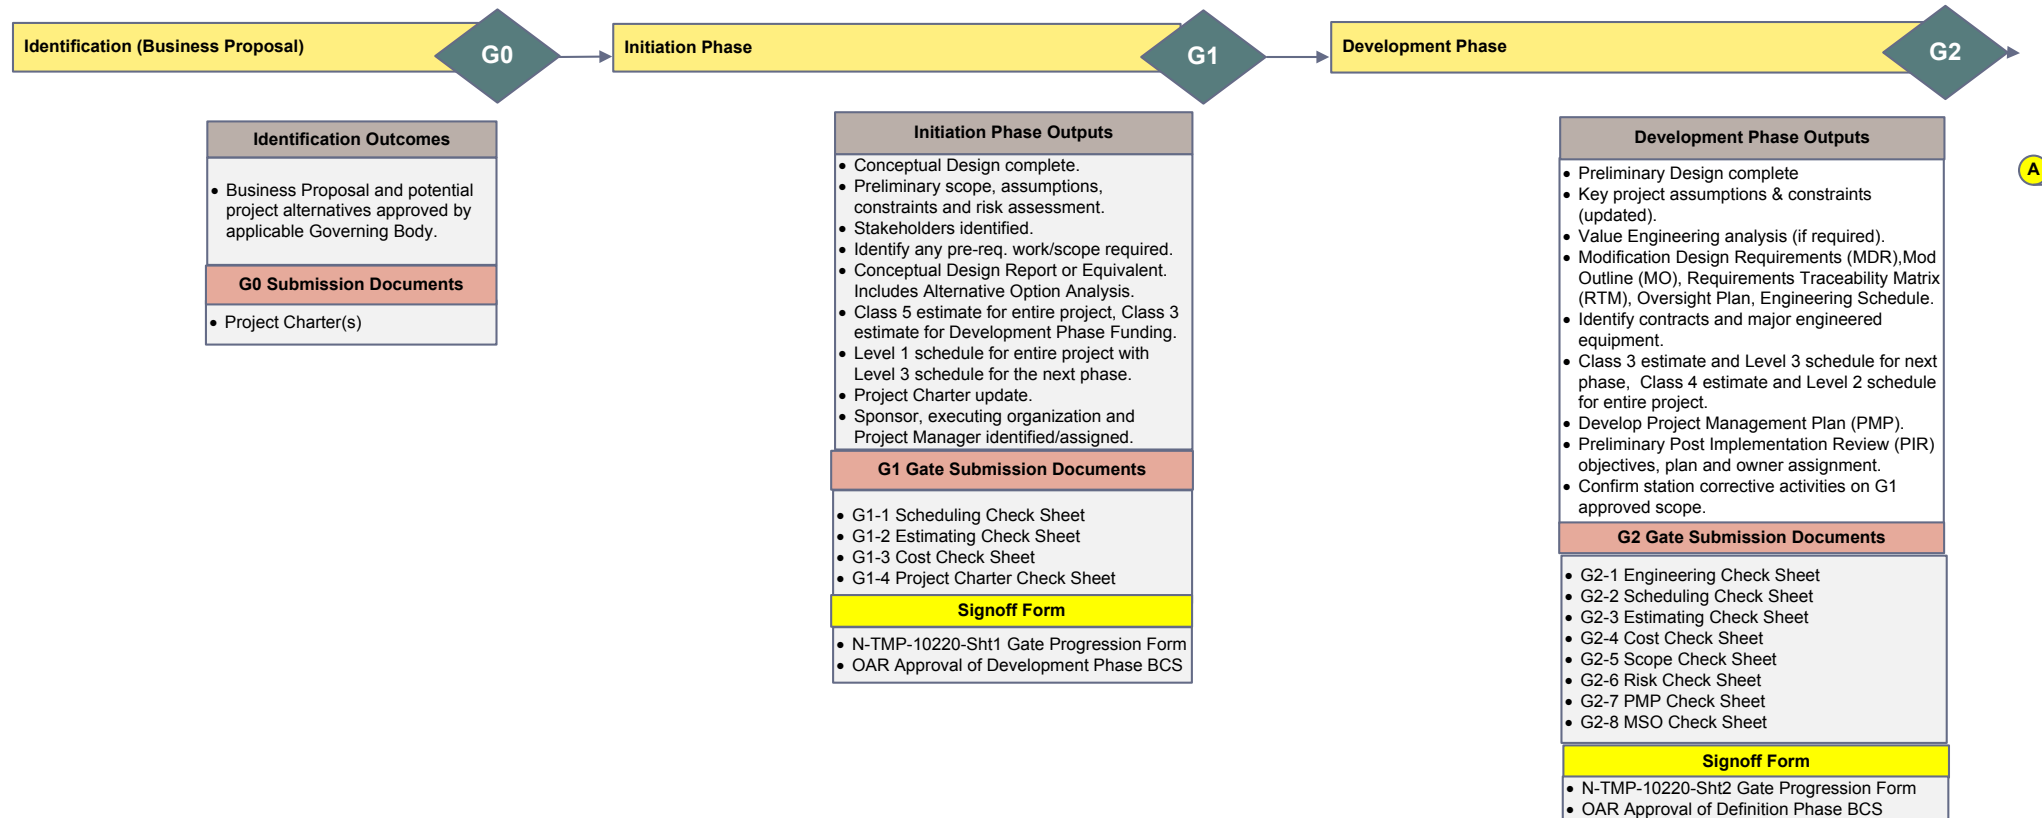 Identification (Business Proposal)
G0
Initiation Phase
G1
Development Phase
G2
Identification Outcomes
• Business Proposal and potential
project alternatives approved by
applicable Governing Body.
G0 Submission Documents
• Project Charter(s)
Initiation Phase Outputs
• Conceptual Design complete.
• Preliminary scope, assumptions,
constraints and risk assessment.
• Stakeholders identified.
• Identify any pre-req. work/scope required.
• Conceptual Design Report or Equivalent.
Includes Alternative Option Analysis.
• Class 5 estimate for entire project, Class 3
estimate for Development Phase Funding.
• Level 1 schedule for entire project with
Level 3 schedule for the next phase.
• Project Charter update.
• Sponsor, executing organization and
Project Manager identified/assigned.
G1 Gate Submission Documents
• G1-1 Scheduling Check Sheet
• G1-2 Estimating Check Sheet
• G1-3 Cost Check Sheet
• G1-4 Project Charter Check Sheet
Signoff Form
• N-TMP-10220-Sht1 Gate Progression Form
• OAR Approval of Development Phase BCS
Development Phase Outputs
• Preliminary Design complete
• Key project assumptions & constraints
(updated).
• Value Engineering analysis (if required).
• Modification Design Requirements (MDR),Mod
Outline (MO), Requirements Traceability Matrix
(RTM), Oversight Plan, Engineering Schedule.
• Identify contracts and major engineered
equipment.
• Class 3 estimate and Level 3 schedule for next
phase, Class 4 estimate and Level 2 schedule
for entire project.
• Develop Project Management Plan (PMP).
• Preliminary Post Implementation Review (PIR)
objectives, plan and owner assignment.
• Confirm station corrective activities on G1
approved scope.
G2 Gate Submission Documents
• G2-1 Engineering Check Sheet
• G2-2 Scheduling Check Sheet
• G2-3 Estimating Check Sheet
• G2-4 Cost Check Sheet
• G2-5 Scope Check Sheet
• G2-6 Risk Check Sheet
• G2-7 PMP Check Sheet
• G2-8 MSO Check Sheet
Signoff Form
• N-TMP-10220-Sht2 Gate Progression Form
• OAR Approval of Definition Phase BCS
A